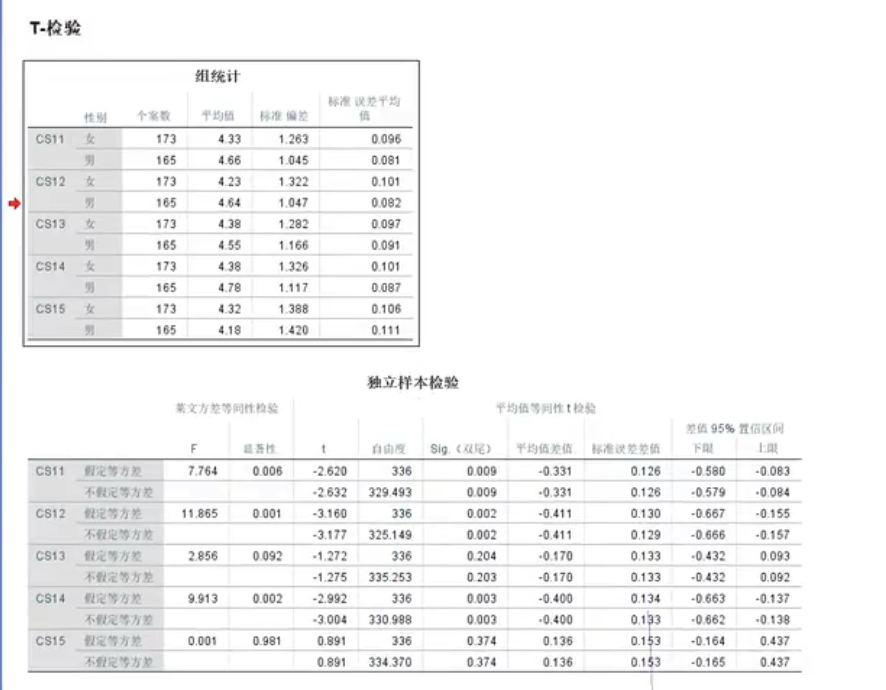 T-检验
组统计
性别 个案数 平均值 标准 偏差 标准 误差平均值
CS11 女 173 4.33 1.263 0.096
男 165 4.66 1.045 0.081
CS12 女 173 4.23 1.322 0.101
男 165 4.64 1.047 0.082
CS13 女 173 4.38 1.282 0.097
男 165 4.55 1.166 0.091
CS14 女 173 4.38 1.326 0.101
男 165 4.78 1.117 0.087
CS15 女 173 4.32 1.388 0.106
男 165 4.18 1.420 0.111
独立样本检验
莱文方差等同性检验 平均值等同性 t 检验
差值 95% 置信区间
F 显著性 t 自由度 Sig.（双尾） 平均值差值 标准误差差值 下限 上限
CS11 假定等方差 7.764 0.006 -2.620 336 0.009 -0.331 0.126 -0.580 -0.083
不假定等方差 -2.632 329.493 0.009 -0.331 0.126 -0.579 -0.084
CS12 假定等方差 11.865 0.001 -3.160 336 0.002 -0.411 0.130 -0.667 -0.155
不假定等方差 -3.177 325.149 0.002 -0.411 0.129 -0.666 -0.157
CS13 假定等方差 2.856 0.092 -1.272 336 0.204 -0.170 0.133 -0.432 0.093
不假定等方差 -1.275 335.253 0.203 -0.170 0.133 -0.432 0.092
CS14 假定等方差 9.913 0.002 -2.992 336 0.003 -0.400 0.134 -0.663 -0.137
不假定等方差 -3.004 330.988 0.003 -0.400 0.133 -0.662 -0.138
CS15 假定等方差 0.001 0.981 0.891 336 0.374 0.136 0.153 -0.164 0.437
不假定等方差 0.891 334.370 0.374 0.136 0.153 -0.165 0.437